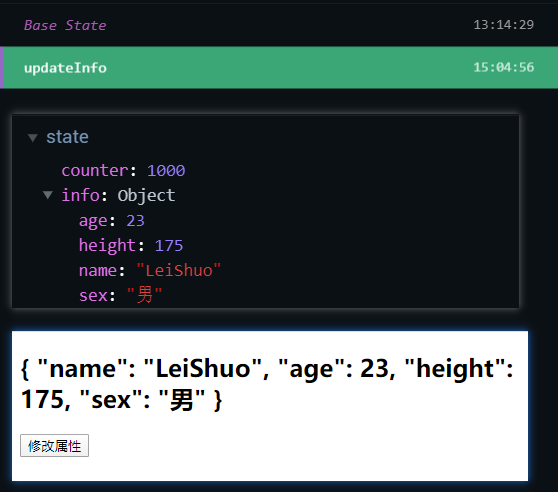 Base State 13:14:29
updateInfo 15:04:56
state
counter: 1000
info: Object
age: 23
height: 175
name: "LeiShuo"
sex: "男"
{ "name": "LeiShuo", "age": 23, "height":
175, "sex": "男" }
修改属性